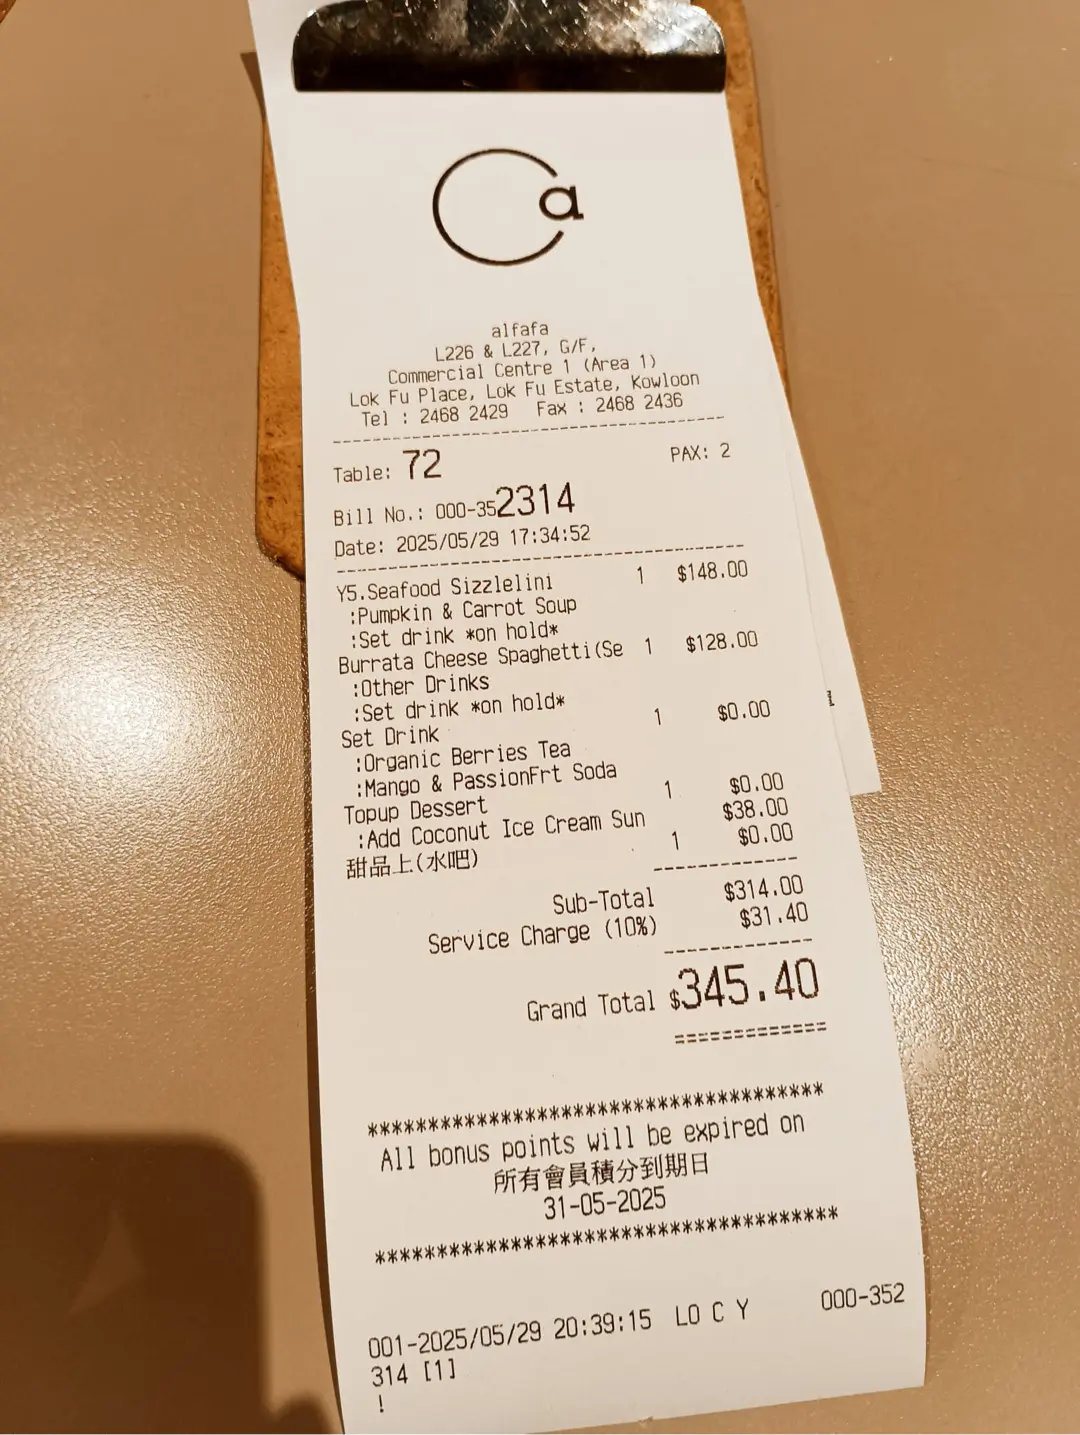 a
alfafa
L226 & L227, G/F,
Commercial Centre 1 (Area 1)
Lok Fu Place, Lok Fu Estate, Kowloon
Tel : 2468 2429 Fax : 2468 2436
Table: 72 PAX: 2
Bill No.: 000-352314
Date: 2025/05/29 17:34:52
Y5.Seafood Sizzlelini 1 $148.00
:Pumpkin & Carrot Soup
:Set drink *on hold*
Burrata Cheese Spaghetti(Se 1 $128.00
:Other Drinks
:Set drink *on hold*
Set Drink 1 $0.00
:Organic Berries Tea
:Mango & PassionFrt Soda
Topup Dessert 1 $0.00
:Add Coconut Ice Cream Sun $38.00
甜品上(水吧) 1 $0.00
Sub-Total $314.00
Service Charge (10%) $31.40
Grand Total $345.40
=============
*************************************
All bonus points will be expired on
所有會員積分到期日
31-05-2025
*************************************
001-2025/05/29 20:39:15 LO C Y 000-352
314 [1]
!